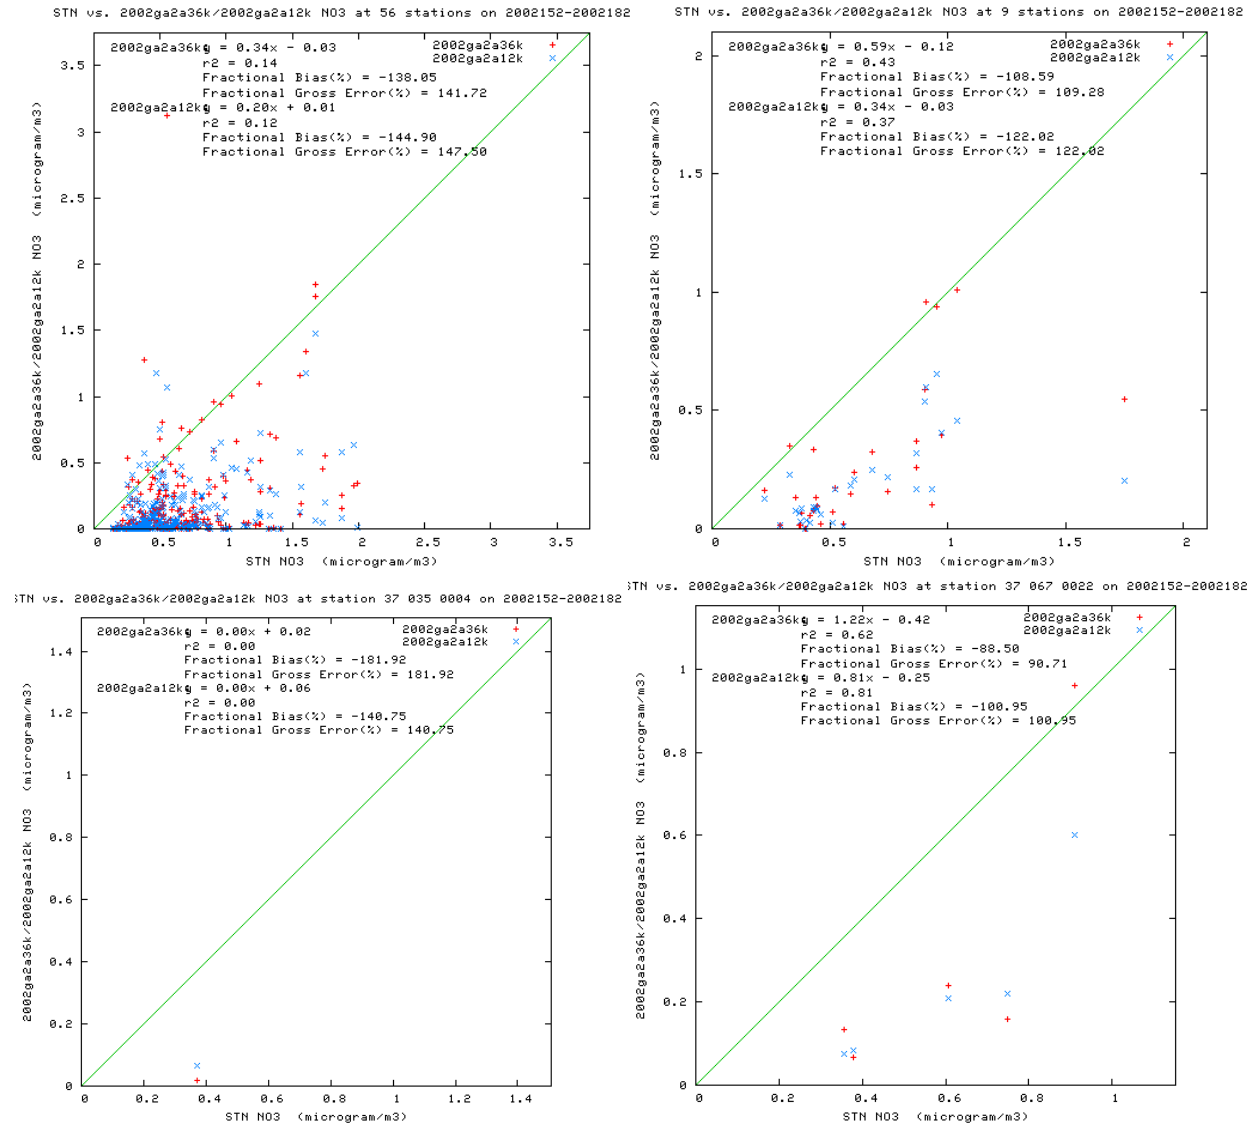 STN vs. 2002ga2a36k/2002ga2a12k NO3 at 56 stations on 2002152-2002182
2002ga2a36k: y = 0.34x - 0.03
r2 = 0.14
Fractional Bias(%) = -138.05
Fractional Gross Error(%) = 141.72
2002ga2a12k: y = 0.20x + 0.01
r2 = 0.12
Fractional Bias(%) = -144.90
Fractional Gross Error(%) = 147.50
2002ga2a36k
2002ga2a12k
2002ga2a36k/2002ga2a12k NO3 (microgram/m3)
3.5
3
2.5
2
1.5
1
0.5
0
0 0.5 1 1.5 2 2.5 3 3.5
STN NO3 (microgram/m3)
STN vs. 2002ga2a36k/2002ga2a12k NO3 at 9 stations on 2002152-2002182
2002ga2a36k: y = 0.59x - 0.12
r2 = 0.43
Fractional Bias(%) = -108.59
Fractional Gross Error(%) = 109.28
2002ga2a12k: y = 0.34x - 0.03
r2 = 0.37
Fractional Bias(%) = -122.02
Fractional Gross Error(%) = 122.02
2002ga2a36k
2002ga2a12k
2002ga2a36k/2002ga2a12k NO3 (microgram/m3)
2
1.5
1
0.5
0
0 0.5 1 1.5 2
STN NO3 (microgram/m3)
STN vs. 2002ga2a36k/2002ga2a12k NO3 at station 37 035 0004 on 2002152-2002182
2002ga2a36k: y = 0.00x + 0.02
r2 = 0.00
Fractional Bias(%) = -181.92
Fractional Gross Error(%) = 181.92
2002ga2a12k: y = 0.00x + 0.06
r2 = 0.00
Fractional Bias(%) = -140.75
Fractional Gross Error(%) = 140.75
2002ga2a36k
2002ga2a12k
2002ga2a36k/2002ga2a12k NO3 (microgram/m3)
1.4
1.2
1
0.8
0.6
0.4
0.2
0
0 0.2 0.4 0.6 0.8 1 1.2 1.4
STN NO3 (microgram/m3)
STN vs. 2002ga2a36k/2002ga2a12k NO3 at station 37 067 0022 on 2002152-2002182
2002ga2a36k: y = 1.22x - 0.42
r2 = 0.62
Fractional Bias(%) = -88.50
Fractional Gross Error(%) = 90.71
2002ga2a12k: y = 0.81x - 0.25
r2 = 0.81
Fractional Bias(%) = -100.95
Fractional Gross Error(%) = 100.95
2002ga2a36k
2002ga2a12k
2002ga2a36k/2002ga2a12k NO3 (microgram/m3)
1
0.8
0.6
0.4
0.2
0
0 0.2 0.4 0.6 0.8 1
STN NO3 (microgram/m3)